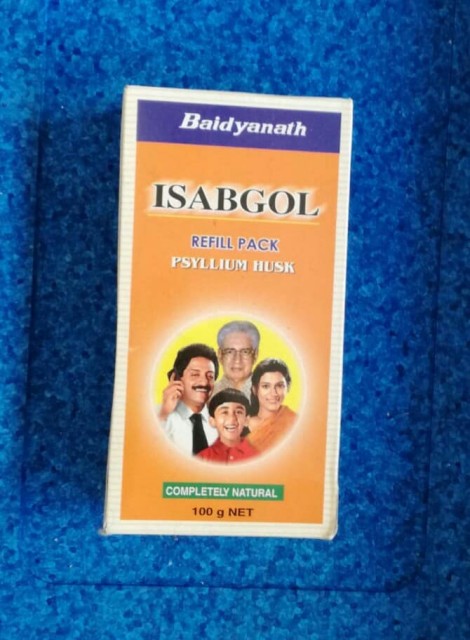 Baidyanath
ISABGOL
REFILL PACK
PSYLLIUM HUSK
COMPLETELY NATURAL
100 g NET